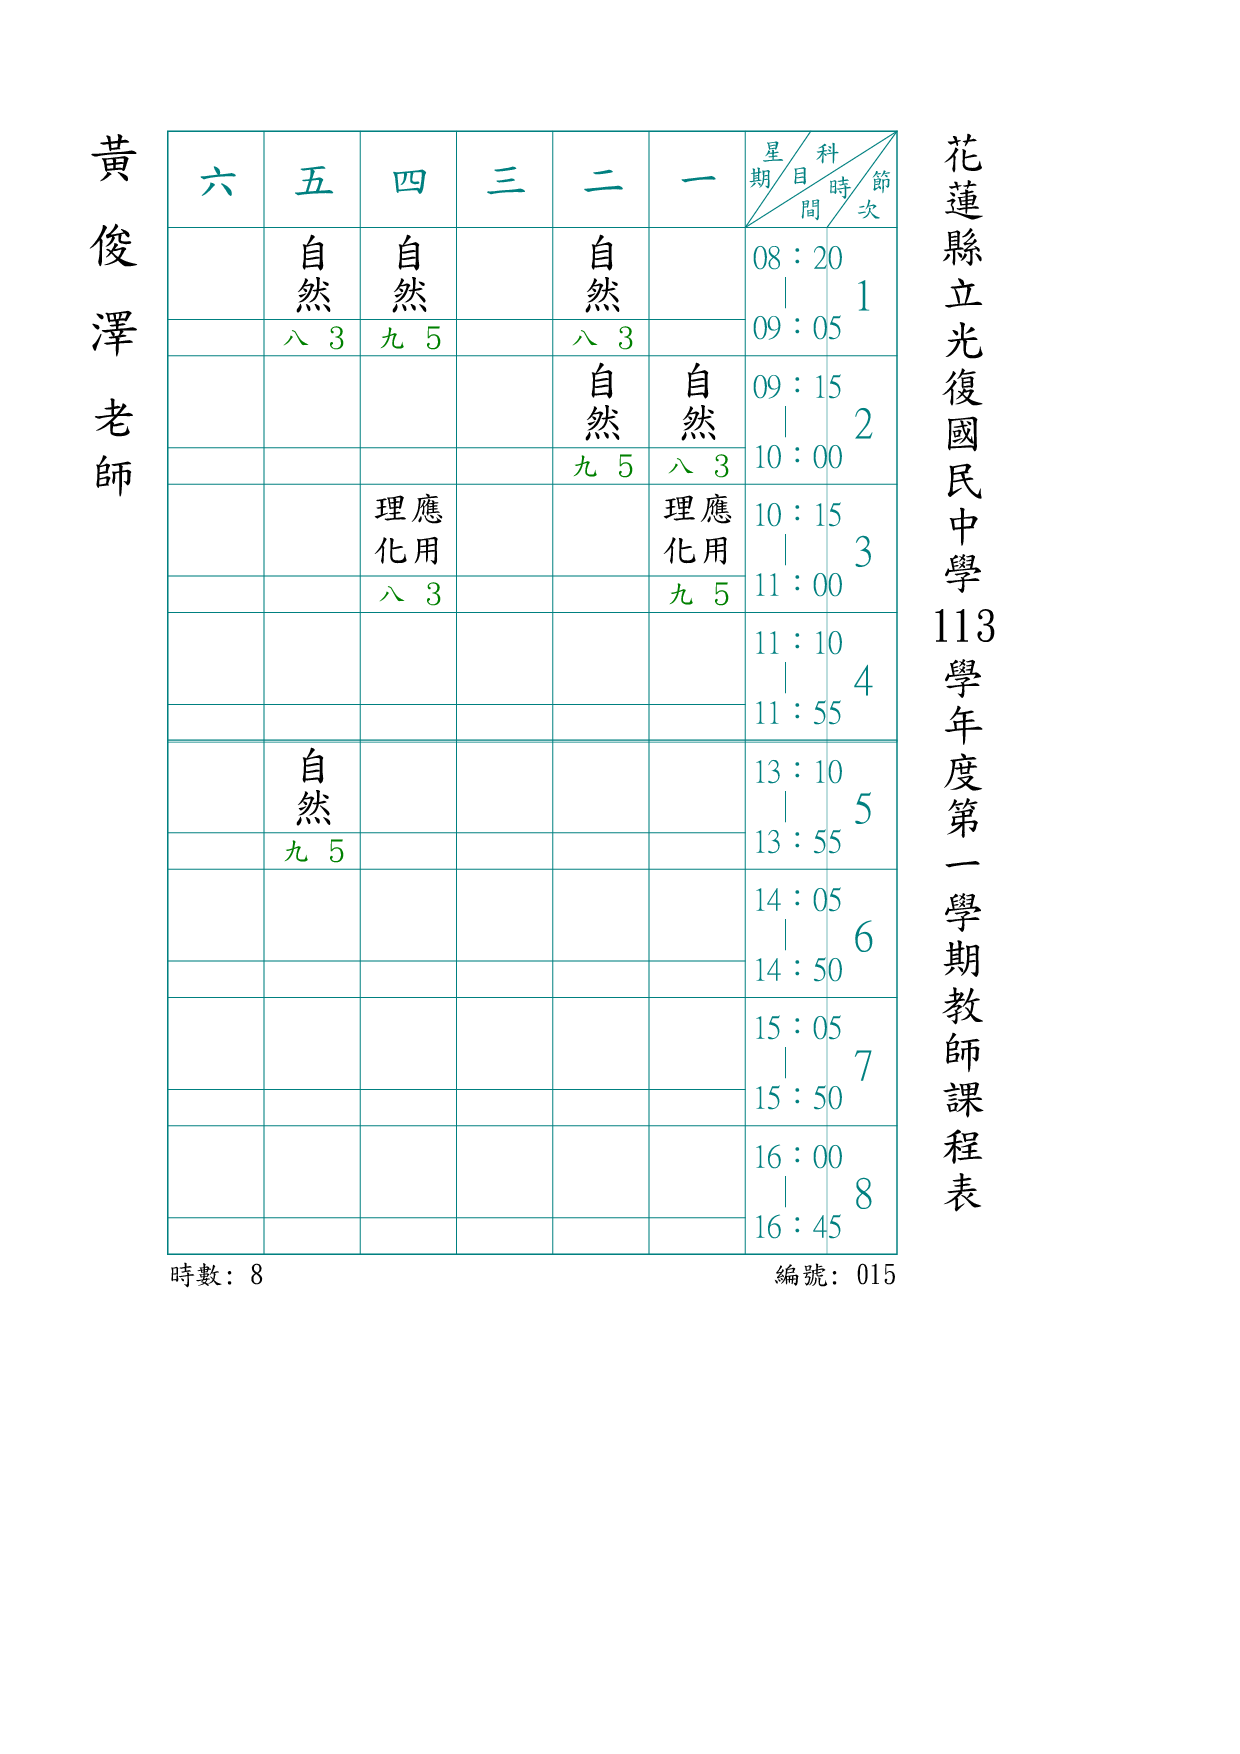 花蓮縣立光復國民中學113學年度第一學期教師課程表
黃俊澤老師
星期 科目 時間 節次
一 二 三 四 五 六
1 08:20 | 09:05
自然 八 3
自然 九 5
自然 八 3
2 09:15 | 10:00
自然 八 3
自然 九 5
3 10:15 | 11:00
應用理化 九 5
應用理化 八 3
4 11:10 | 11:55
5 13:10 | 13:55
自然 九 5
6 14:05 | 14:50
7 15:05 | 15:50
8 16:00 | 16:45
編號: 015
時數: 8